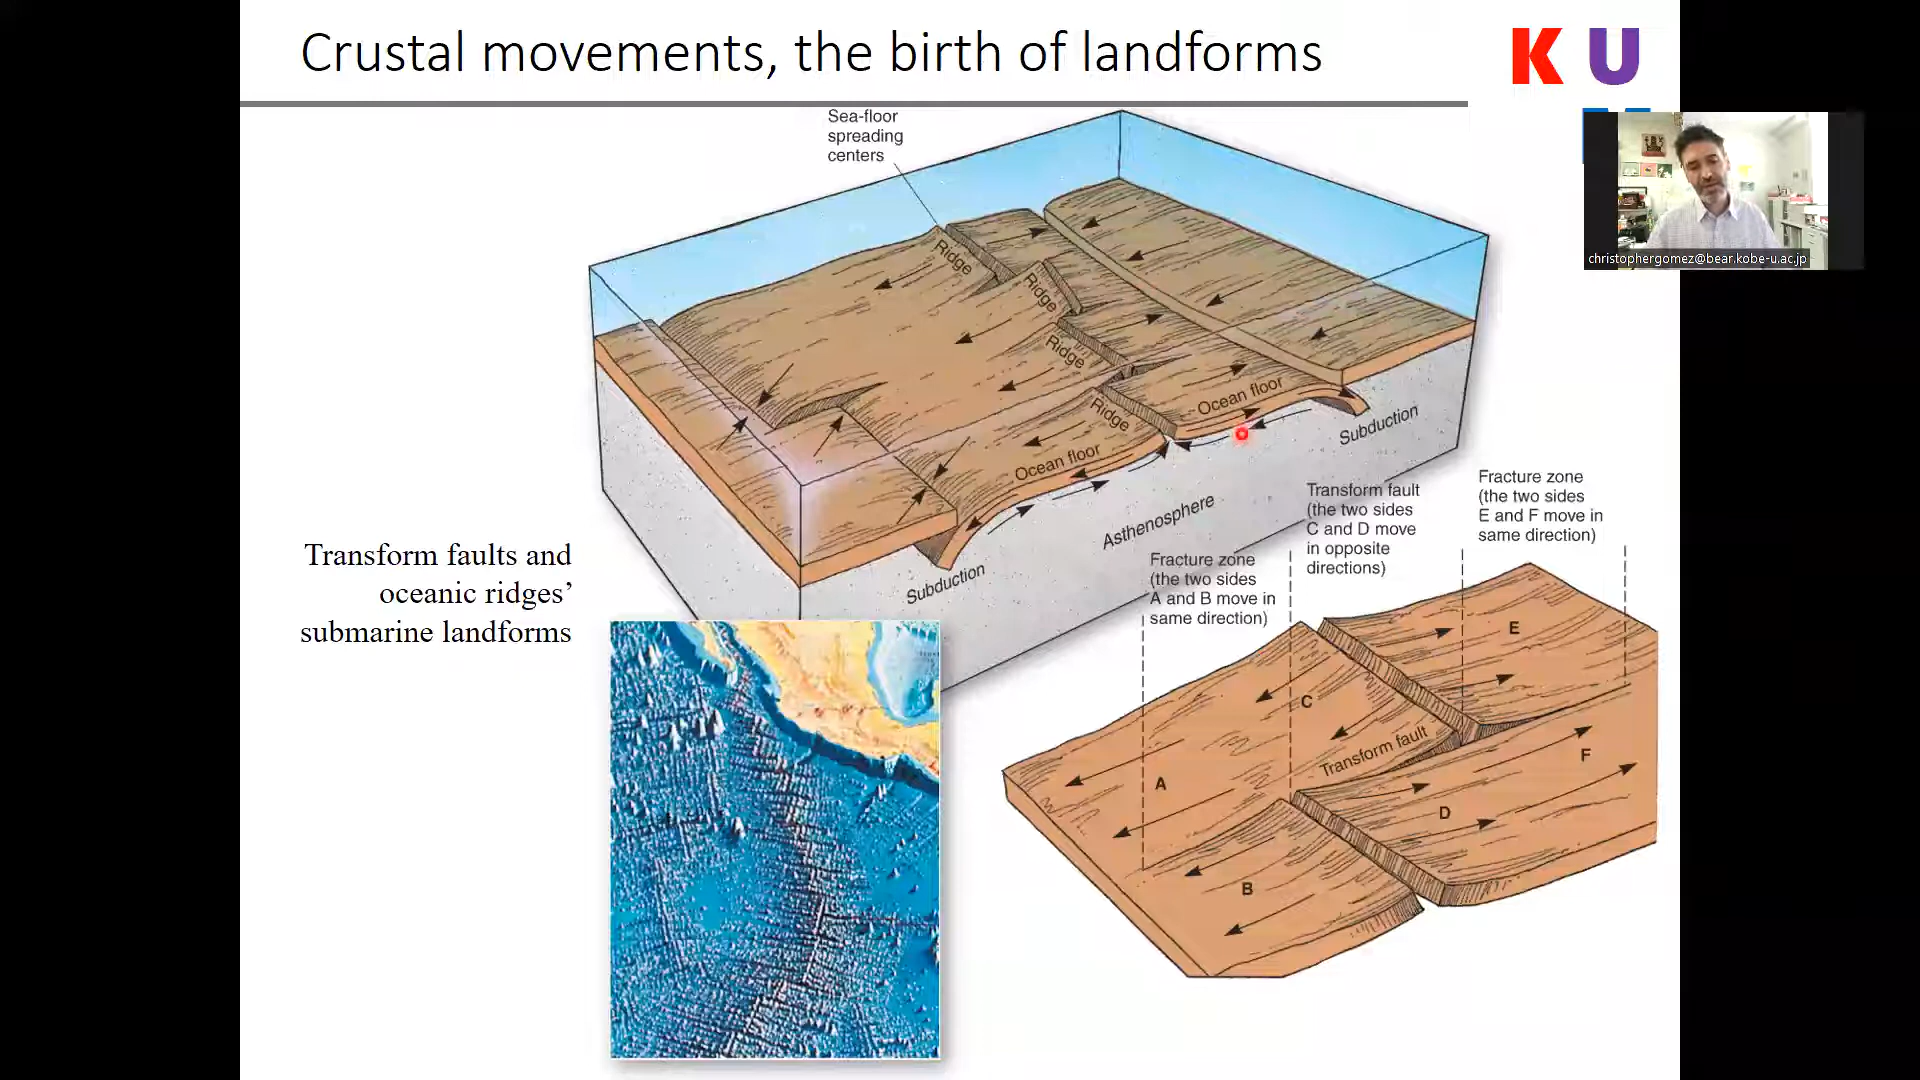 Crustal movements, the birth of landforms
K U
christophergomez@bear.kobe-u.ac.jp
Sea-floor
spreading
centers
Ridge
Ridge
Ridge
Ridge
Ocean floor
Ocean floor
Subduction
Subduction
Asthenosphere
Transform faults and
oceanic ridges’
submarine landforms
Fracture zone
(the two sides
A and B move in
same direction)
Transform fault
(the two sides
C and D move
in opposite
directions)
Fracture zone
(the two sides
E and F move in
same direction)
E
C
Transform fault
F
A
D
B